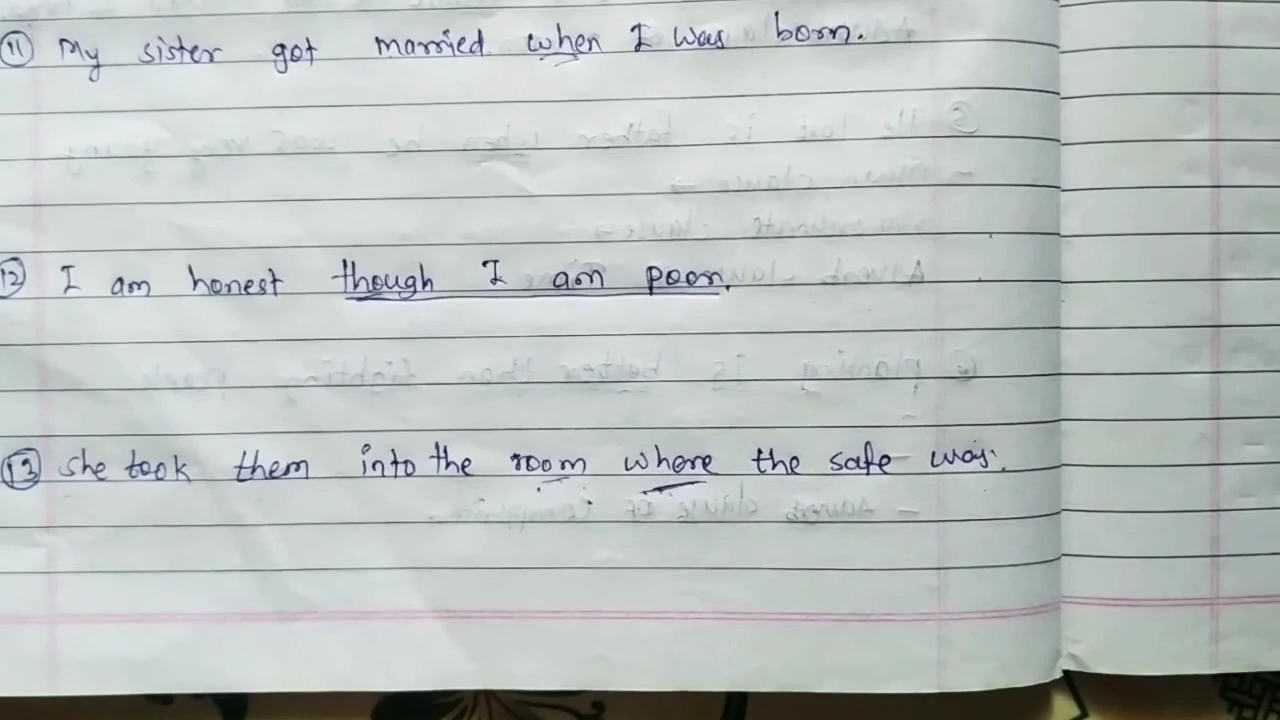 11 My sister got married when I was born.
12 I am honest though I am poor.
13 She took them into the room where the safe was.